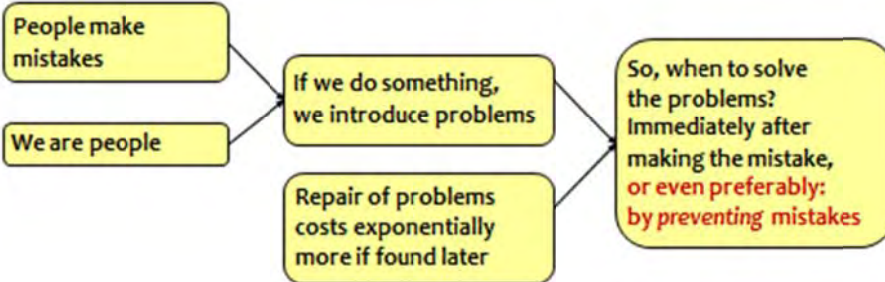 People make
mistakes
We are people
If we do something,
we introduce problems
Repair of problems
costs exponentially
more if found later
So, when to solve
the problems?
Immediately after
making the mistake,
or even preferably:
by preventing mistakes